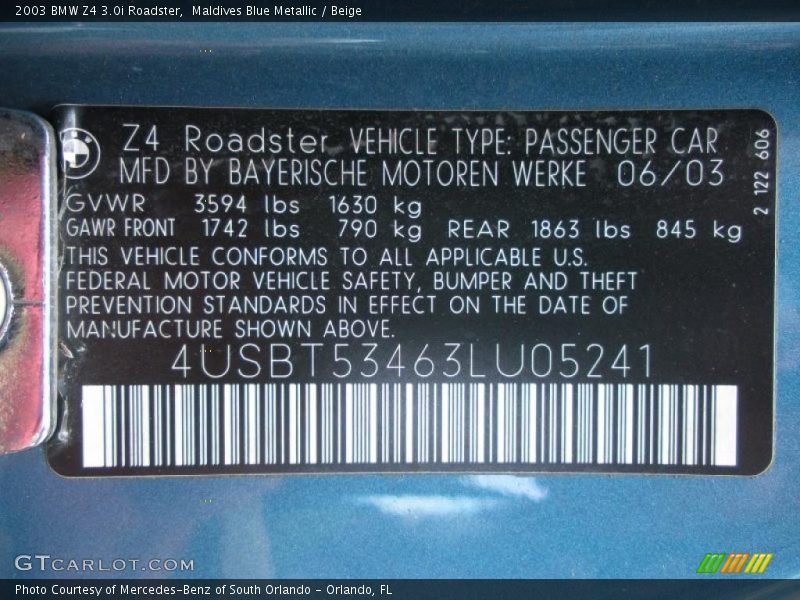 2003 BMW Z4 3.0i Roadster,  Maldives Blue Metallic / Beige
Z4 Roadster VEHICLE TYPE: PASSENGER CAR
MFD BY BAYERISCHE MOTOREN WERKE 06/03
2 122 606
GVWR 3594 lbs 1630 kg
GAWR FRONT 1742 lbs 790 kg REAR 1863 lbs 845 kg
THIS VEHICLE CONFORMS TO ALL APPLICABLE U.S.
FEDERAL MOTOR VEHICLE SAFETY, BUMPER AND THEFT
PREVENTION STANDARDS IN EFFECT ON THE DATE OF
MANUFACTURE SHOWN ABOVE.
4USBT53463LU05241
GTCARLOT.COM
Photo Courtesy of Mercedes-Benz of South Orlando - Orlando, FL